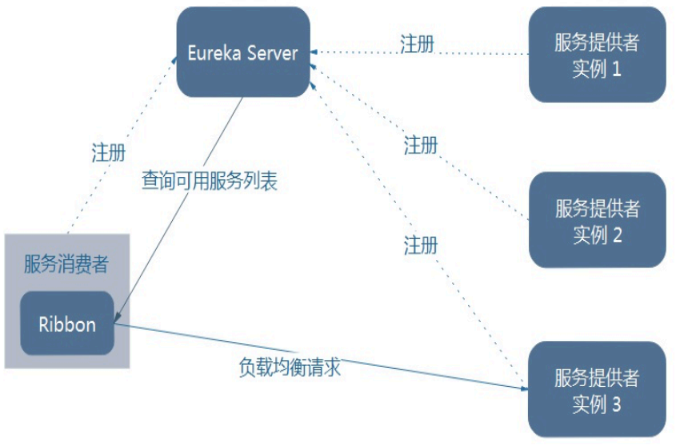 Eureka Server
注册
服务提供者
实例 1
注册
注册
查询可用服务列表
服务提供者
实例 2
注册
服务消费者
Ribbon
负载均衡请求
服务提供者
实例 3